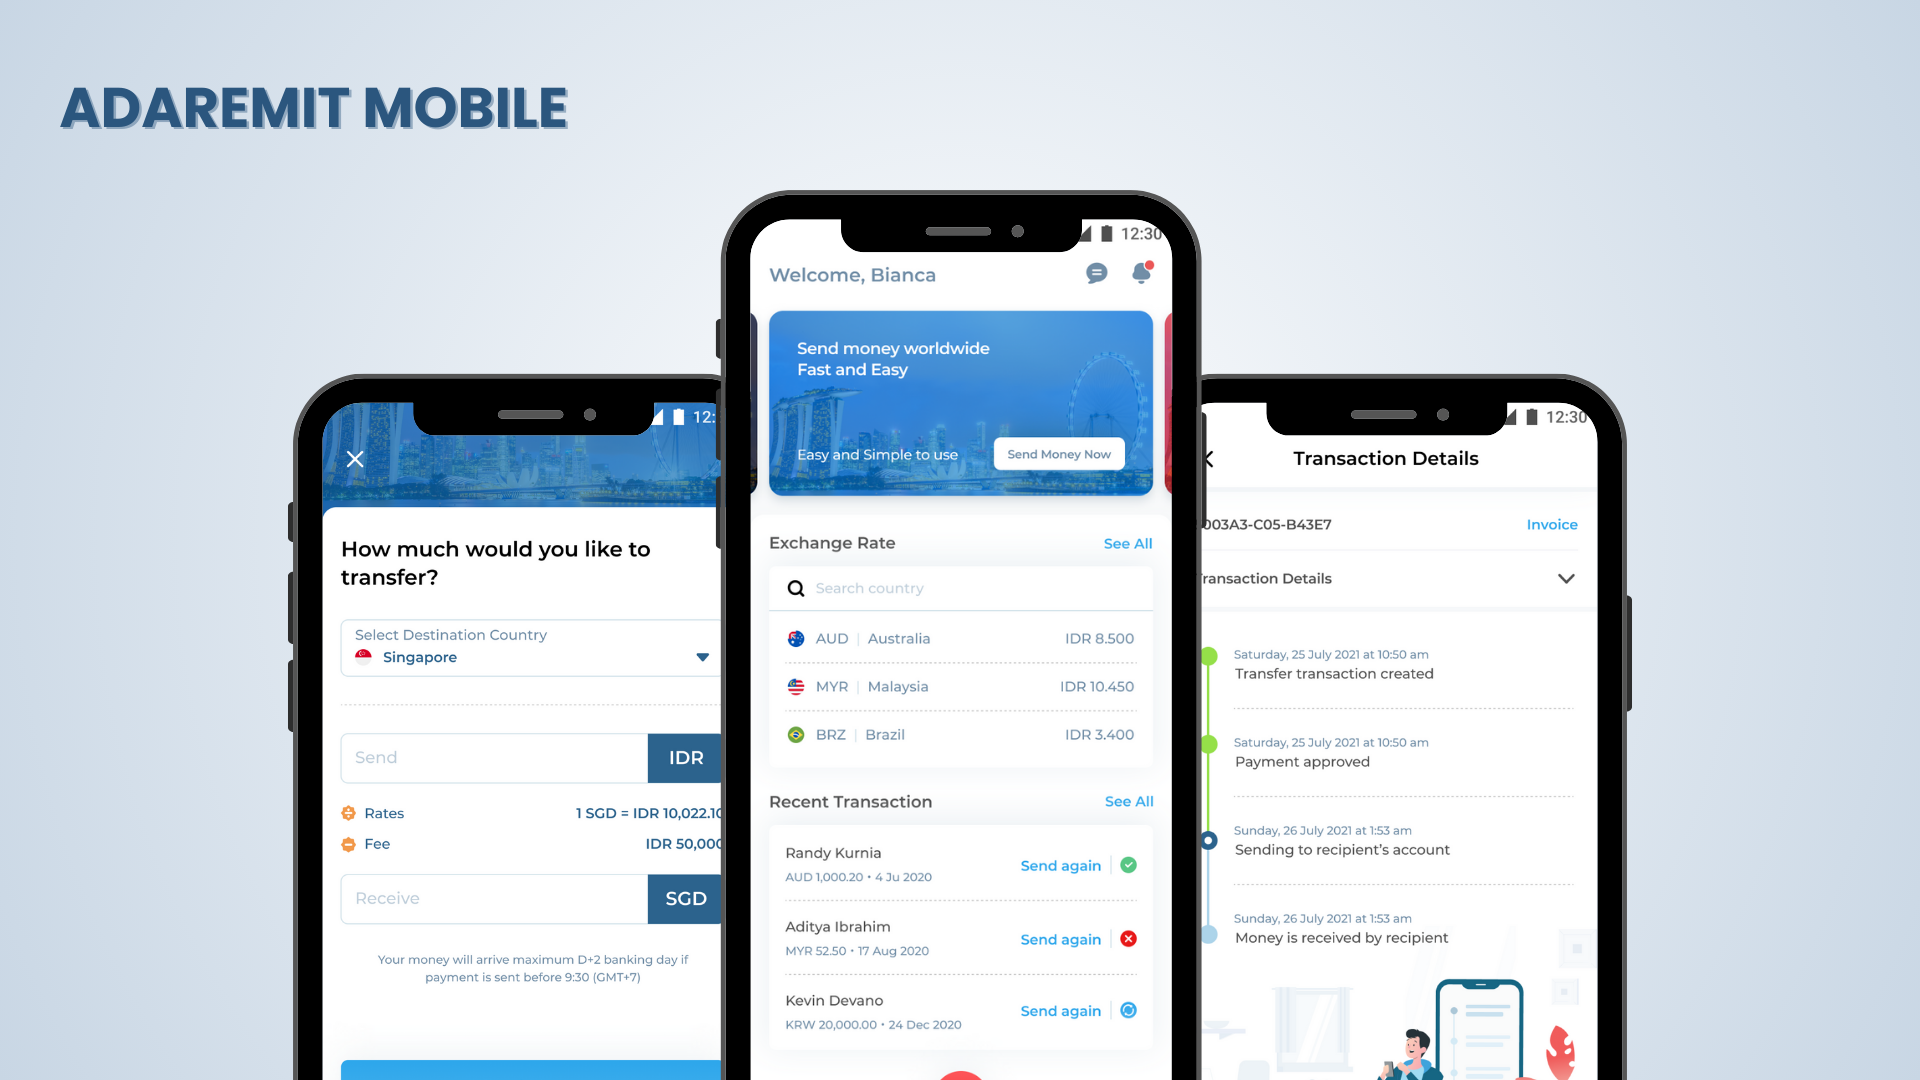 ADAREMIT MOBILE
12:
How much would you like to
transfer?
Select Destination Country
Singapore
Send
IDR
Rates
1 SGD = IDR 10,022.10
Fee
IDR 50,000
Receive
SGD
Your money will arrive maximum D+2 banking day if
payment is sent before 9:30 (GMT+7)
12:30
Welcome, Bianca
Send money worldwide
Fast and Easy
Easy and Simple to use
Send Money Now
Exchange Rate
See All
Search country
AUD | Australia
IDR 8.500
MYR | Malaysia
IDR 10.450
BRZ | Brazil
IDR 3.400
Recent Transaction
See All
Randy Kurnia
Send again
AUD 1,000.20 • 4 Ju 2020
Aditya Ibrahim
Send again
MYR 52.50 • 17 Aug 2020
Kevin Devano
Send again
KRW 20,000.00 • 24 Dec 2020
12:30
Transaction Details
003A3-C05-B43E7
Invoice
ransaction Details
Saturday, 25 July 2021 at 10:50 am
Transfer transaction created
Saturday, 25 July 2021 at 10:50 am
Payment approved
Sunday, 26 July 2021 at 1:53 am
Sending to recipient’s account
Sunday, 26 July 2021 at 1:53 am
Money is received by recipient